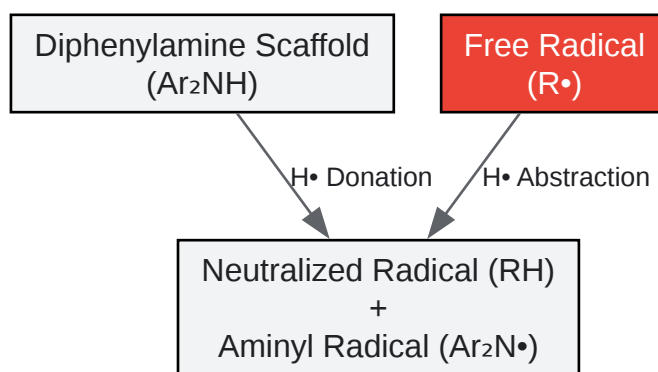 Diphenylamine Scaffold
(Ar₂NH)
Free Radical
(R•)
H• Donation
H• Abstraction
Neutralized Radical (RH)
+
Aminyl Radical (Ar₂N•)